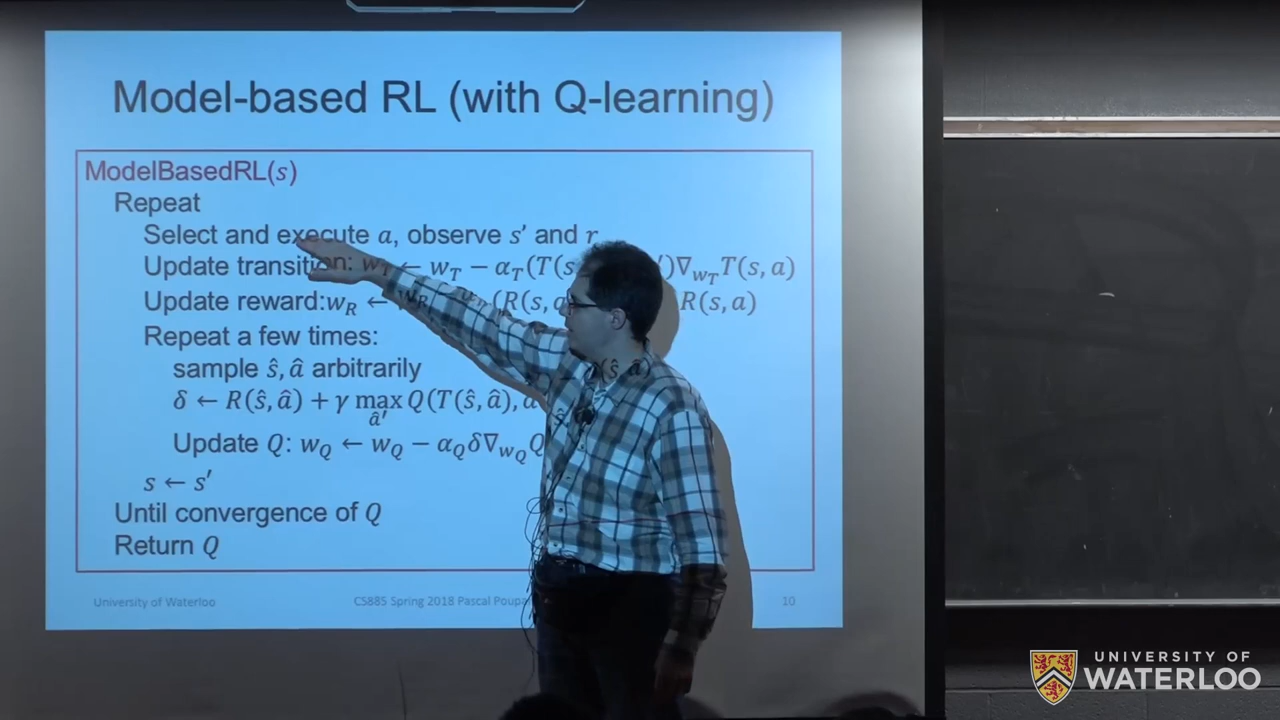 Model-based RL (with Q-learning)
ModelBasedRL(s)
Repeat
Select and execute a, observe s′ and r
Update transition: w_T ← w_T − α_T(T(s, ′)∇_{w_T}T(s, a)
Update reward: w_R ← w_R (R(s, a R(s, a)
Repeat a few times:
sample ŝ, â arbitrarily
δ ← R(ŝ, â) + γ max_{â′} Q(T(ŝ, â), (ŝ, â)
Update Q: w_Q ← w_Q − α_Q δ∇_{w_Q}Q
s ← s′
Until convergence of Q
Return Q
University of Waterloo CS885 Spring 2018 Pascal 10
UNIVERSITY OF
WATERLOO